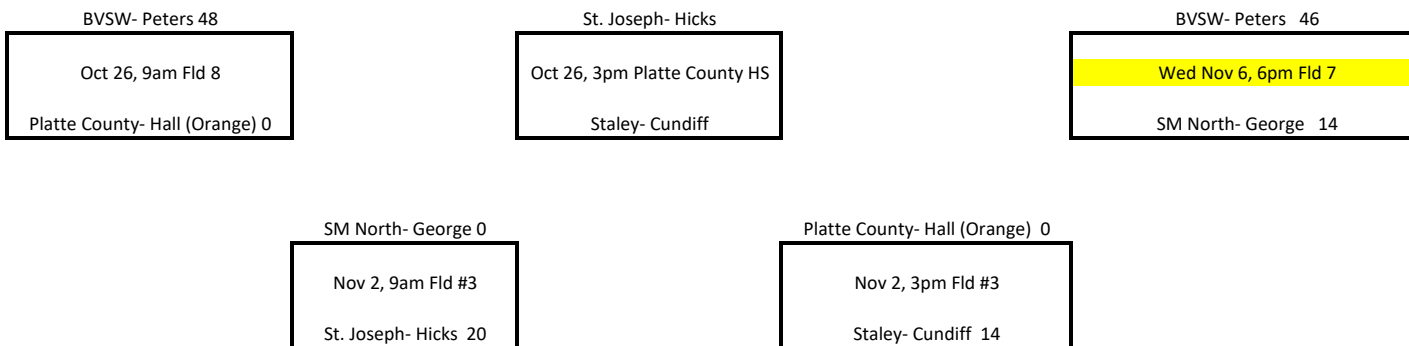 BVSW- Peters 48
Oct 26, 9am Fld 8
Platte County- Hall (Orange) 0
St. Joseph- Hicks
Oct 26, 3pm Platte County HS
Staley- Cundiff
BVSW- Peters 46
Wed Nov 6, 6pm Fld 7
SM North- George 14
SM North- George 0
Nov 2, 9am Fld #3
St. Joseph- Hicks 20
Platte County- Hall (Orange) 0
Nov 2, 3pm Fld #3
Staley- Cundiff 14